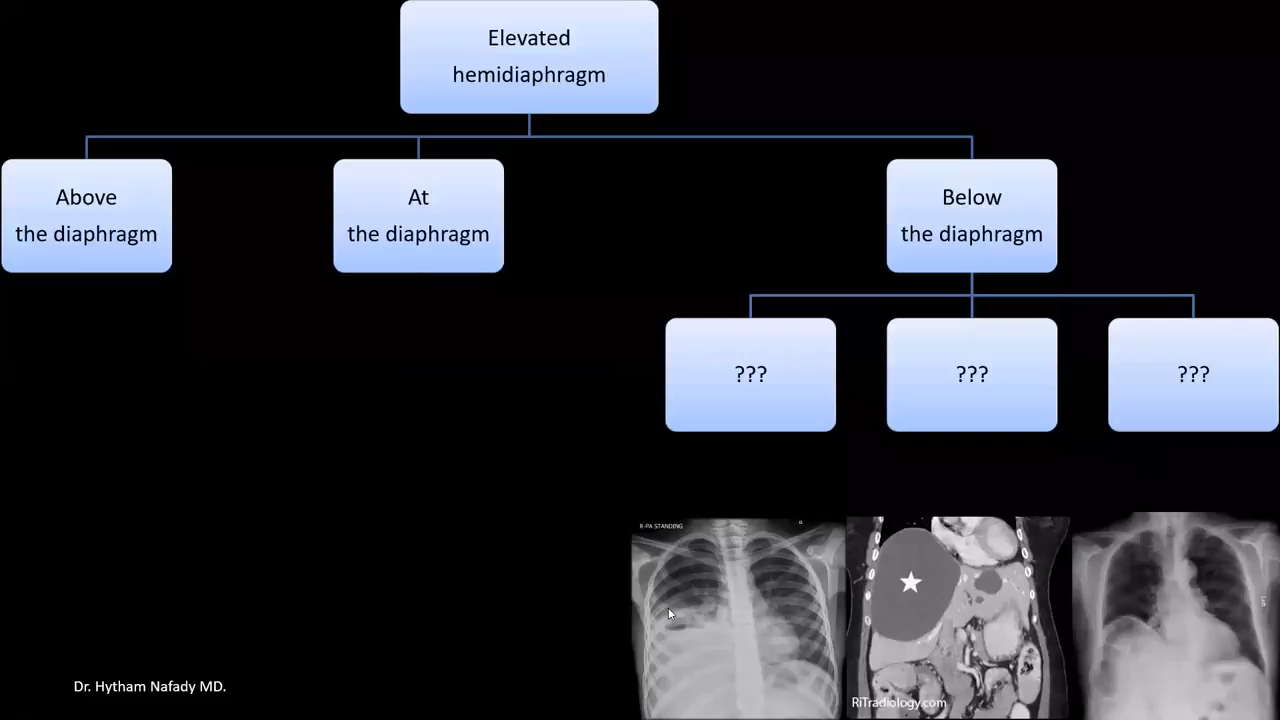 Elevated
hemidiaphragm
Above
the diaphragm
At
the diaphragm
Below
the diaphragm
???
???
???
R-PA STANDING
RiTradiology.com
Dr. Hytham Nafady MD.